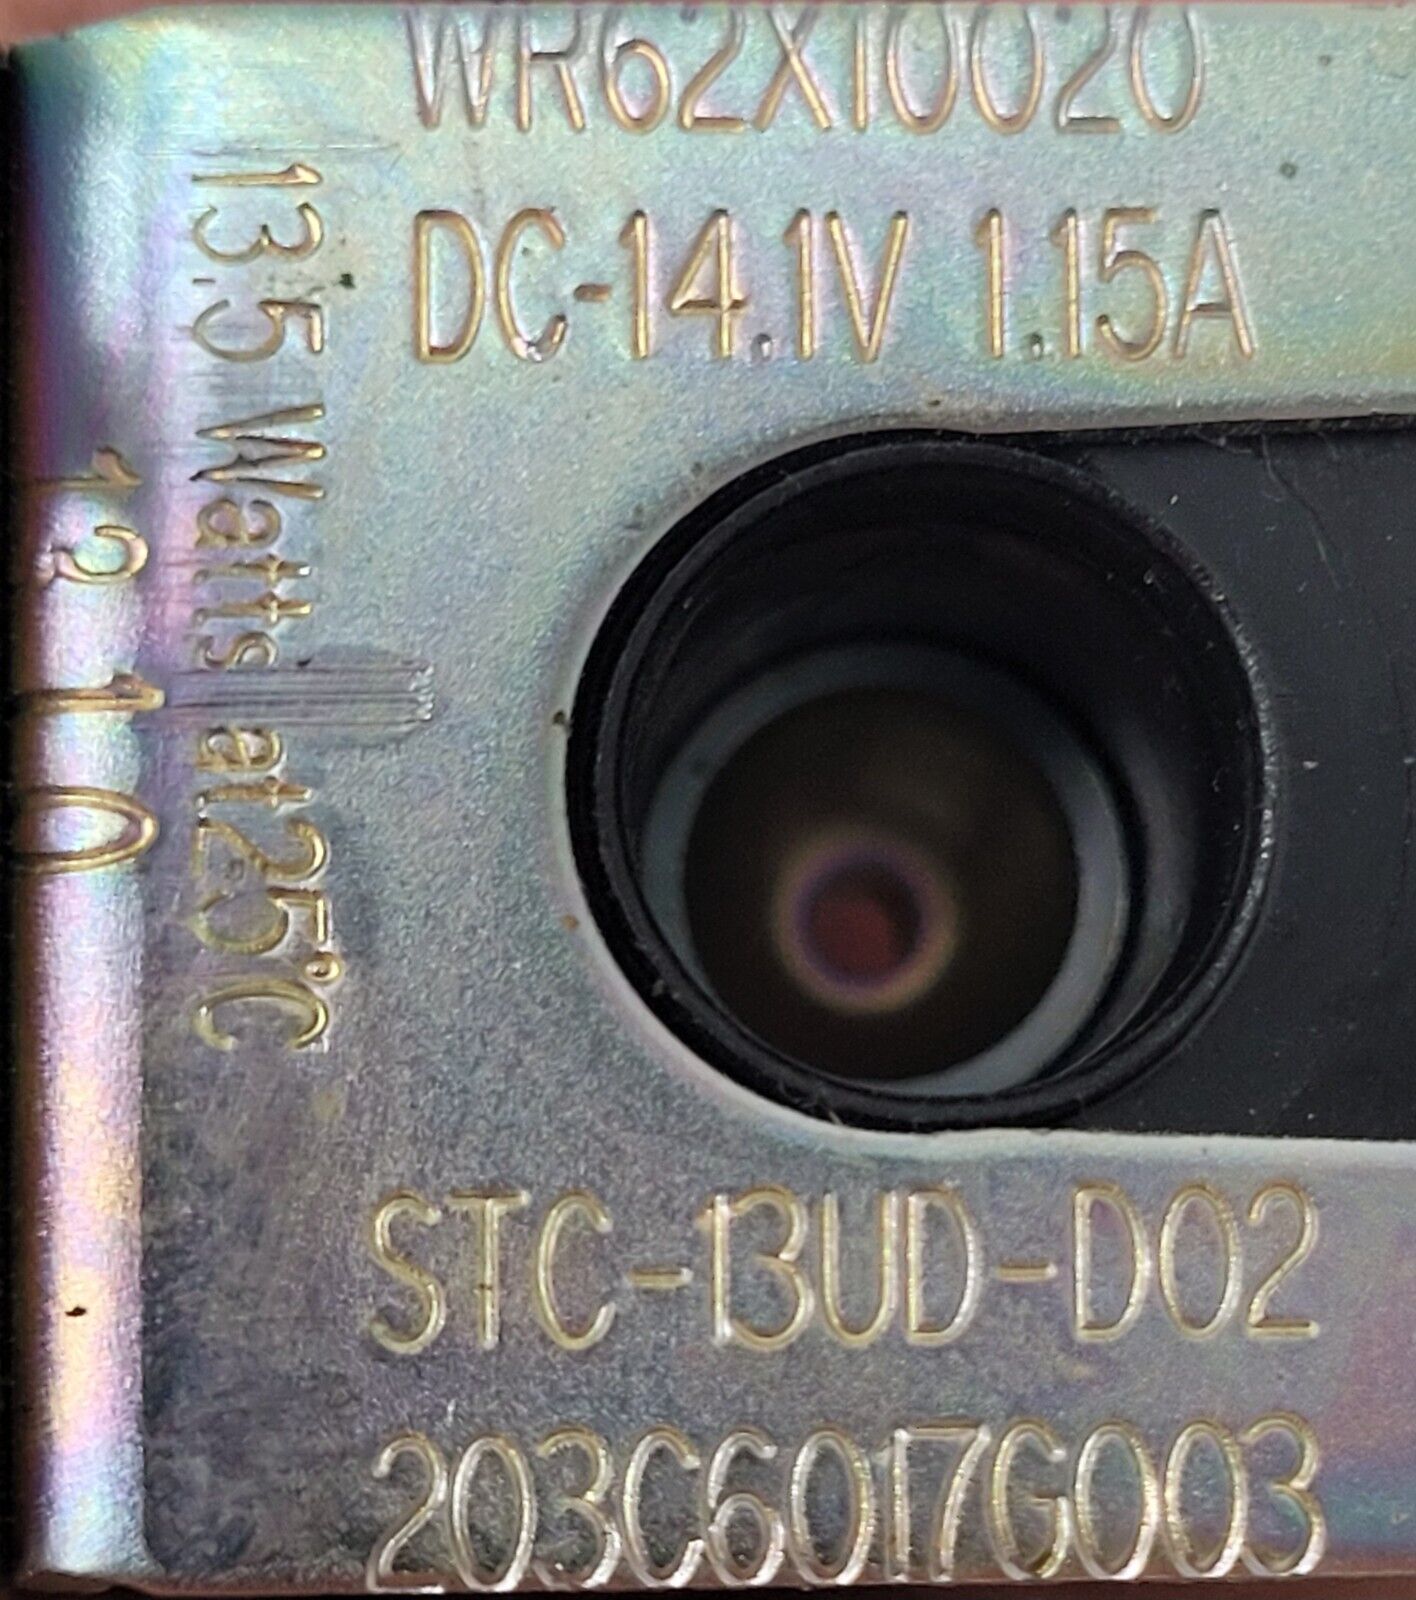 WR62X10020
DC-14.1V 1.15A
13.5 Watts at 25°C
12 10
STC-13UD-D02
203C6017G003